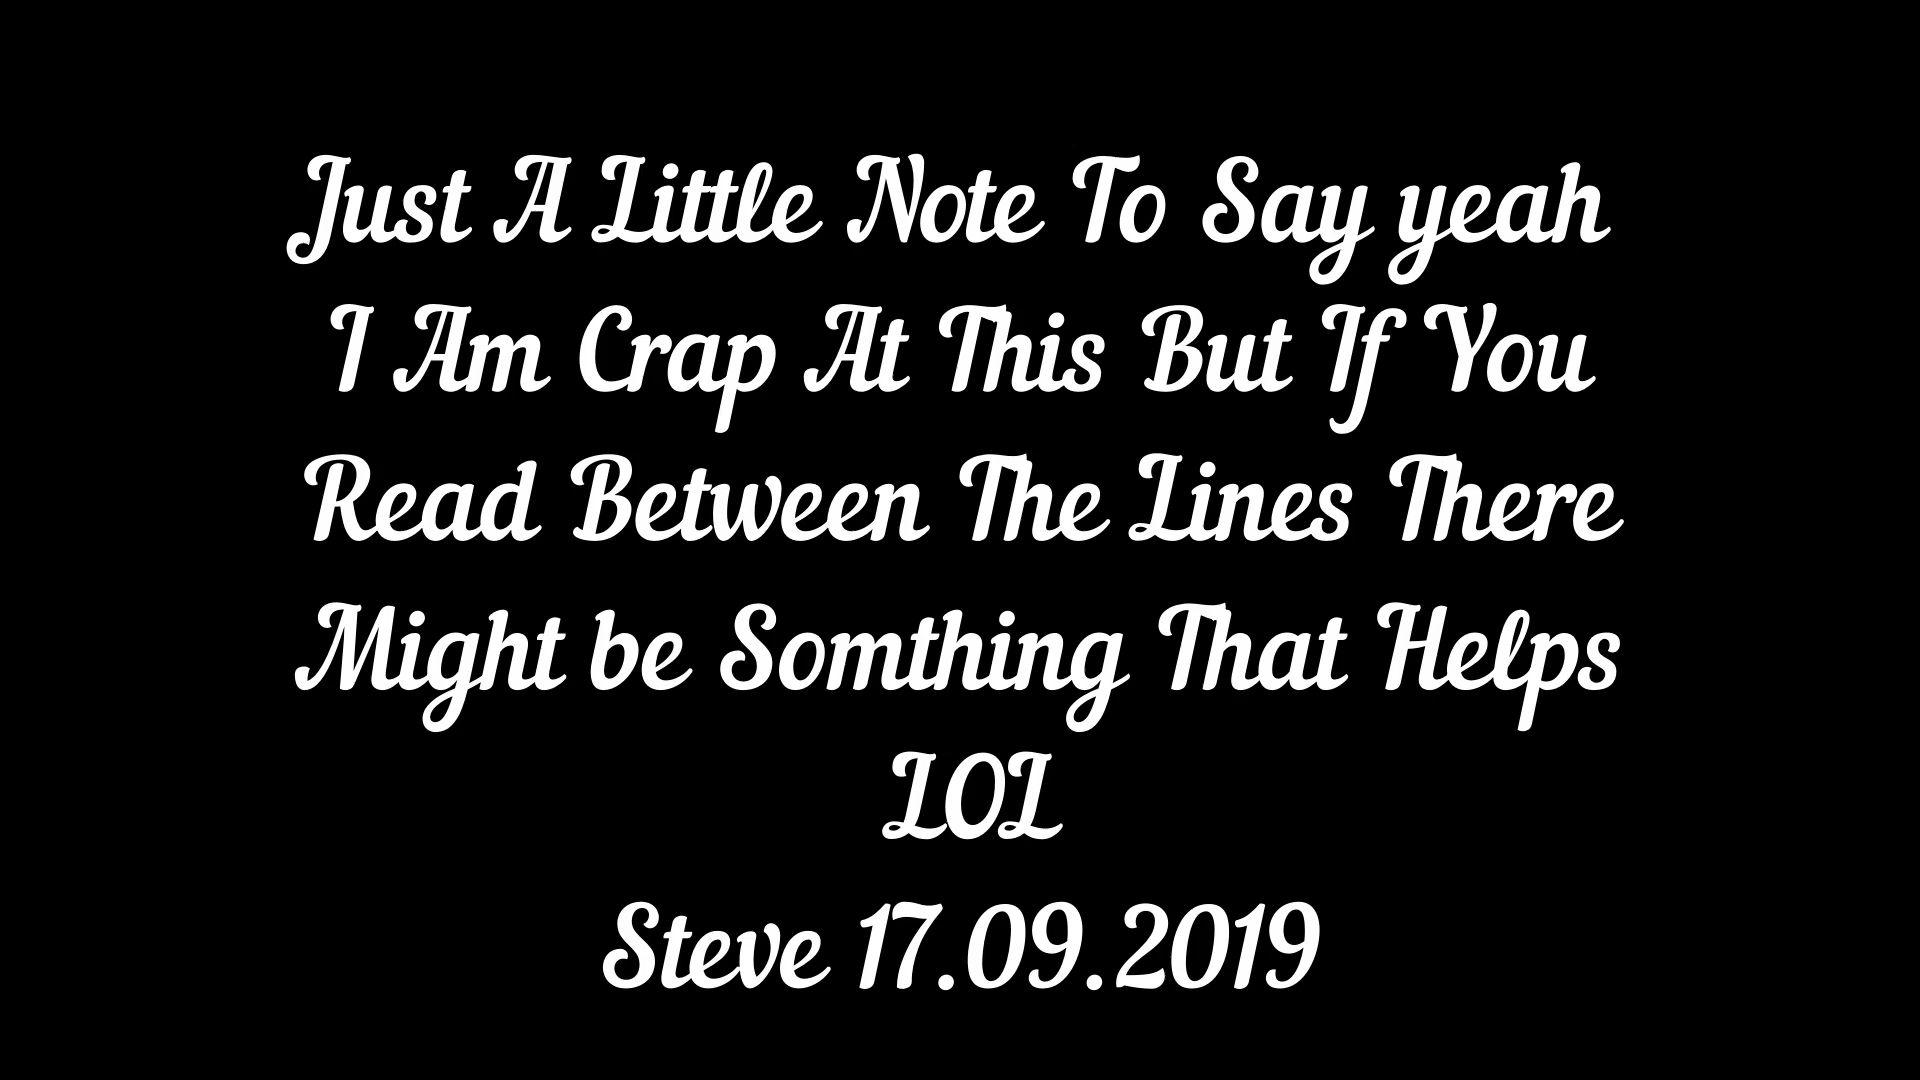 Just A Little Note To Say yeah
I Am Crap At This But If You
Read Between The Lines There
Might be Somthing That Helps
LOL
Steve 17.09.2019